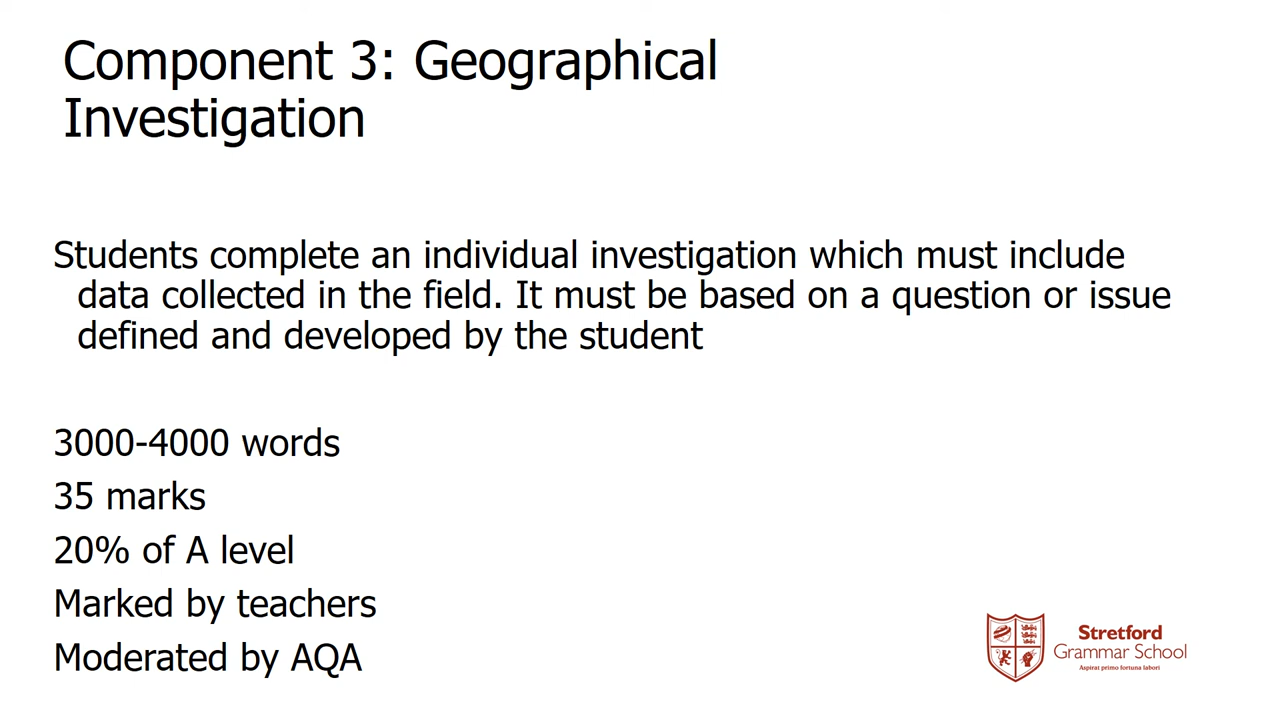 Component 3: Geographical
Investigation
Students complete an individual investigation which must include
data collected in the field. It must be based on a question or issue
defined and developed by the student
3000-4000 words
35 marks
20% of A level
Marked by teachers
Moderated by AQA
Stretford
Grammar School
Aspirat primo fortuna labori